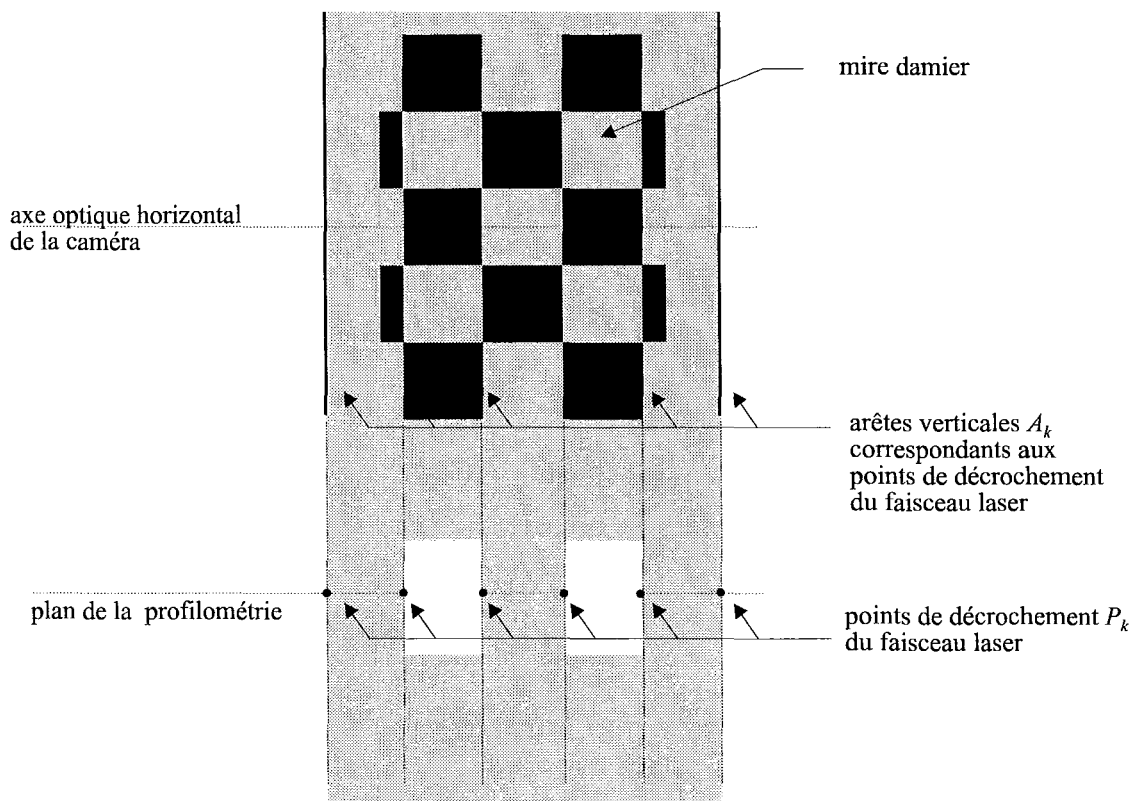 mire damier
axe optique horizontal
de la caméra
arêtes verticales A_k
correspondants aux
points de décrochement
du faisceau laser
plan de la profilométrie
points de décrochement P_k
du faisceau laser